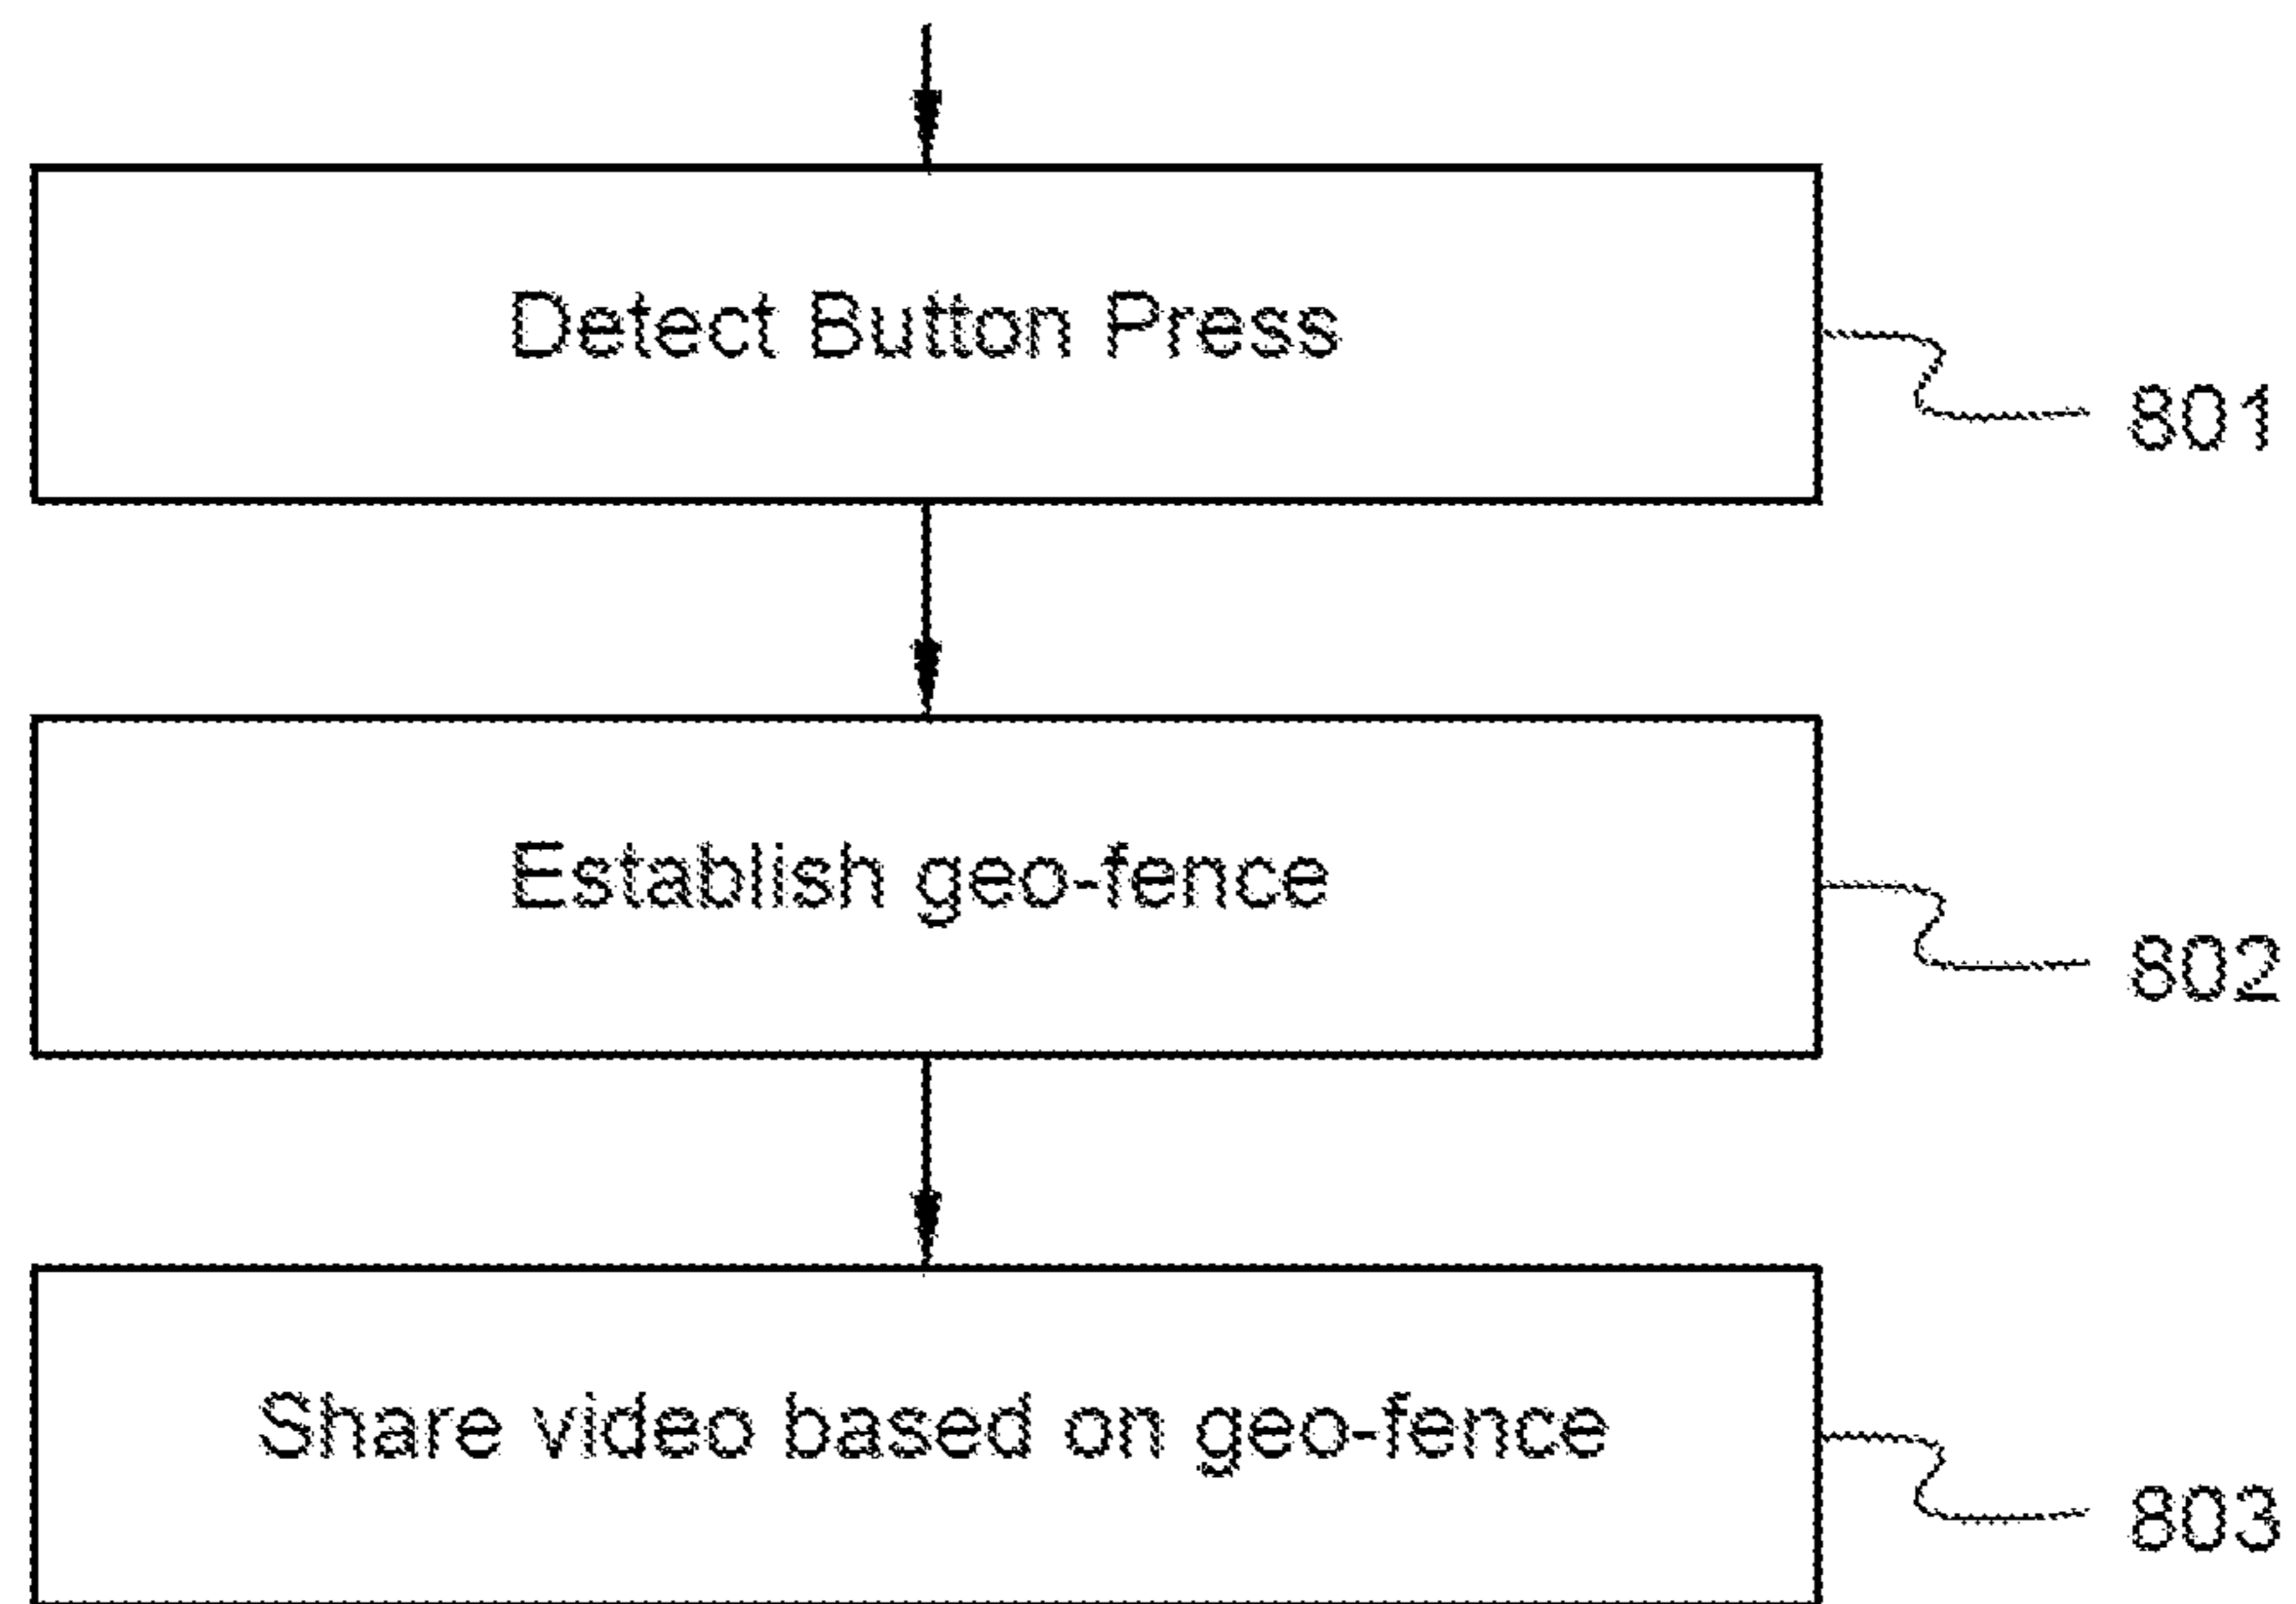 Detect Button Press
801
Establish geo-fence
802
Share video based on geo-fence
803